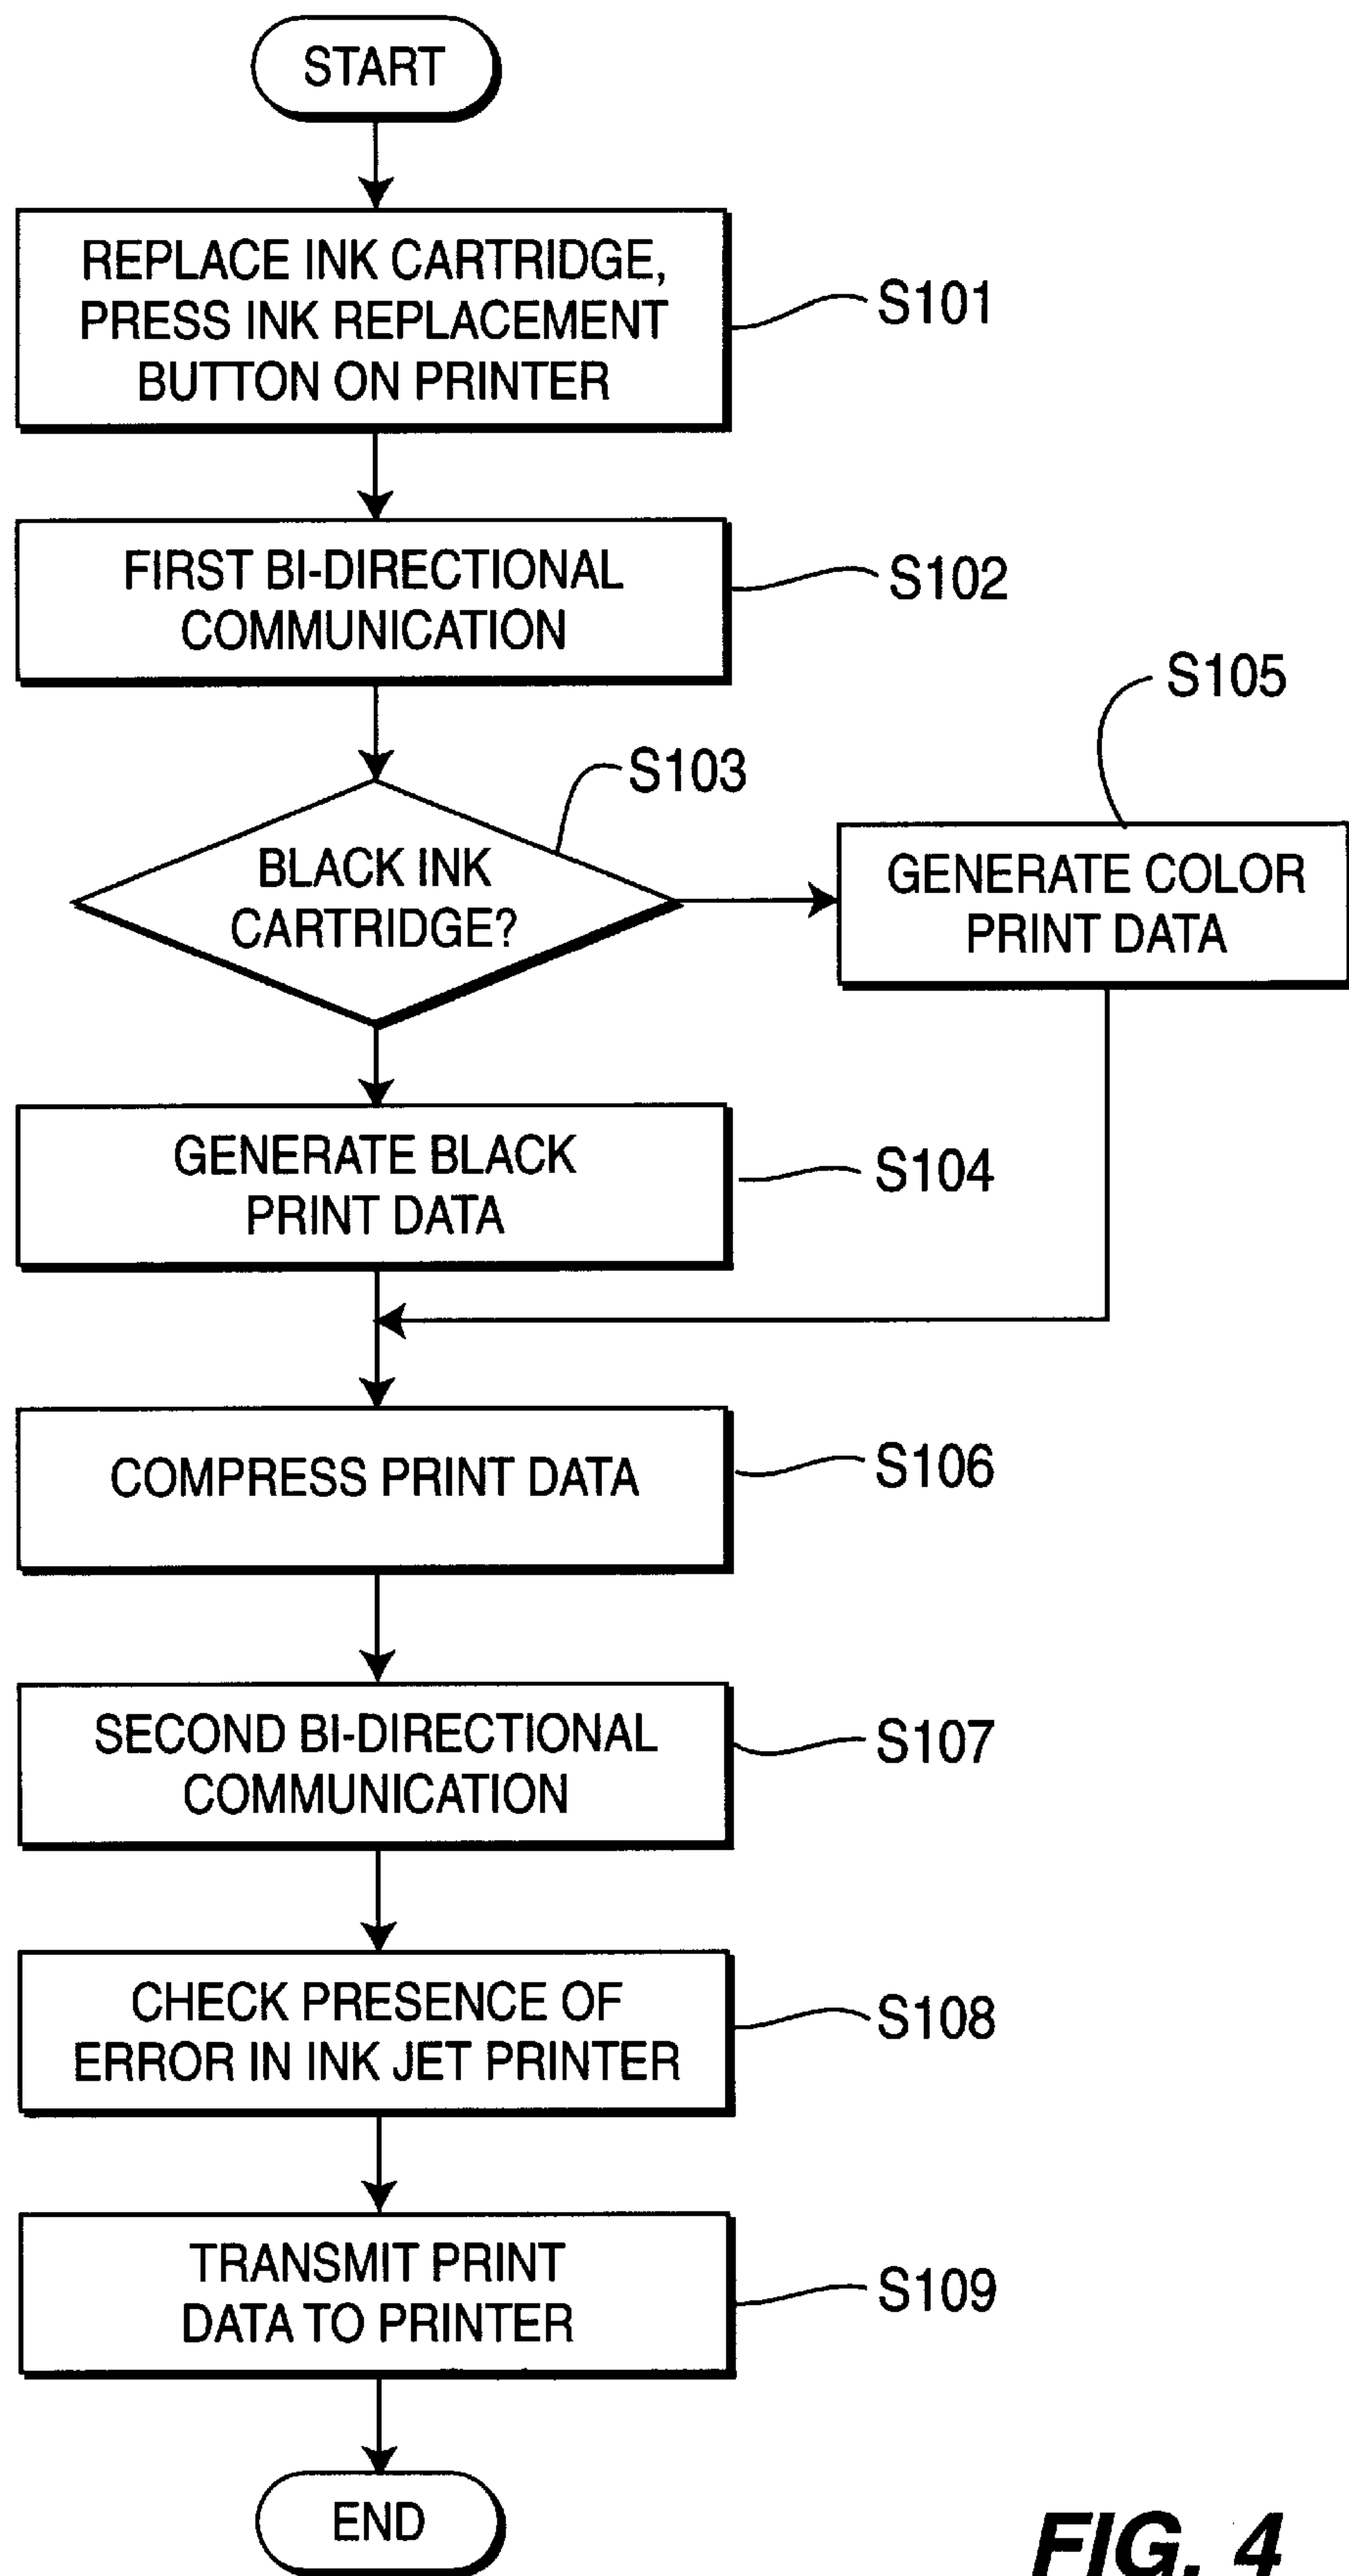 START
REPLACE INK CARTRIDGE,
PRESS INK REPLACEMENT
BUTTON ON PRINTER
S101
FIRST BI-DIRECTIONAL
COMMUNICATION
S102
S103
BLACK INK
CARTRIDGE?
S105
GENERATE COLOR
PRINT DATA
GENERATE BLACK
PRINT DATA
S104
COMPRESS PRINT DATA
S106
SECOND BI-DIRECTIONAL
COMMUNICATION
S107
CHECK PRESENCE OF
ERROR IN INK JET PRINTER
S108
TRANSMIT PRINT
DATA TO PRINTER
S109
END
FIG. 4